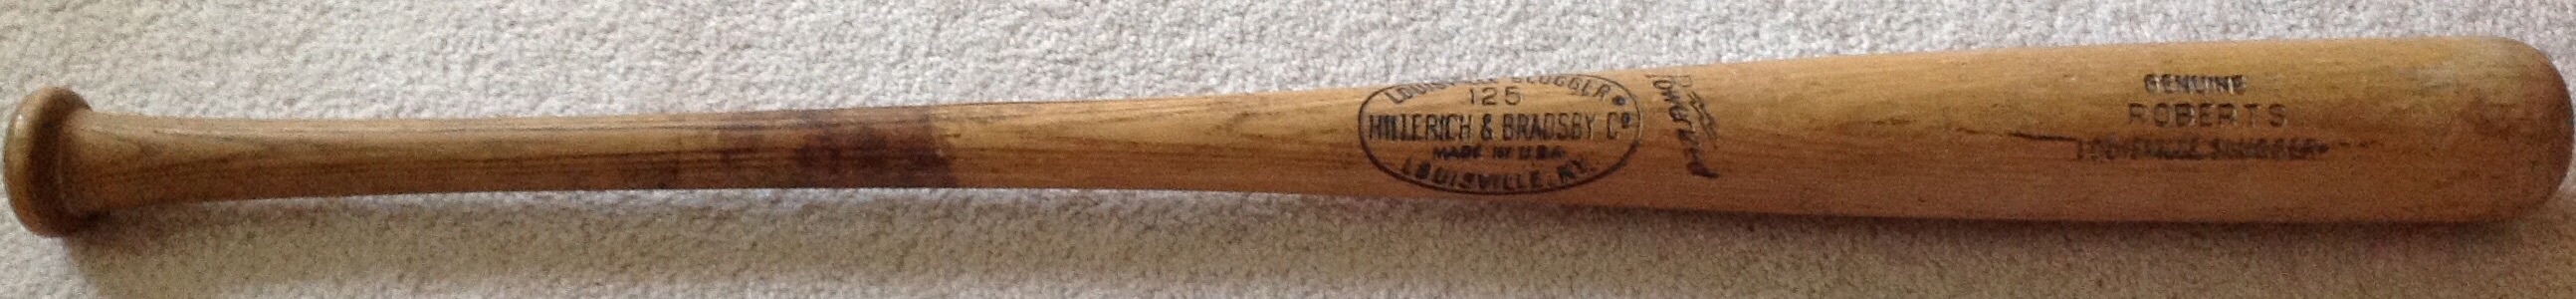 LOUISVILLE SLUGGER
125
HILLERICH & BRADSBY Cº
MADE IN U.S.A.
LOUISVILLE, KY.
POWERIZED
GENUINE
ROBERTS
LOUISVILLE SLUGGER